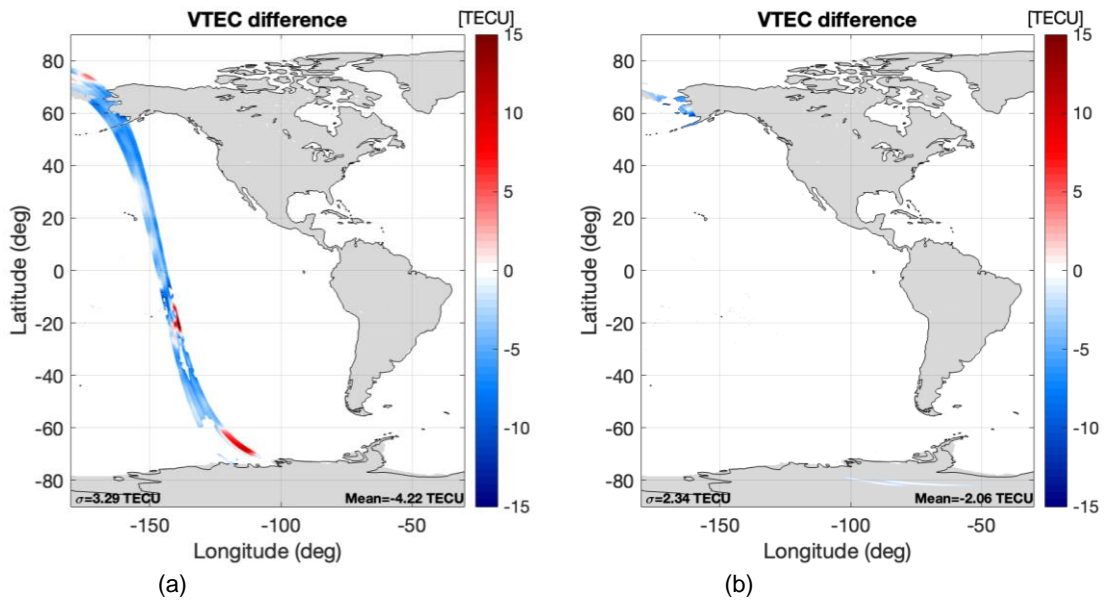 VTEC difference
[TECU]
80
60
40
20
0
-20
-40
-60
-80
Latitude (deg)
15
10
5
0
-5
-10
-15
σ=3.29 TECU
Mean=-4.22 TECU
-150
-100
-50
Longitude (deg)
(a)
VTEC difference
[TECU]
80
60
40
20
0
-20
-40
-60
-80
Latitude (deg)
15
10
5
0
-5
-10
-15
σ=2.34 TECU
Mean=-2.06 TECU
-150
-100
-50
Longitude (deg)
(b)